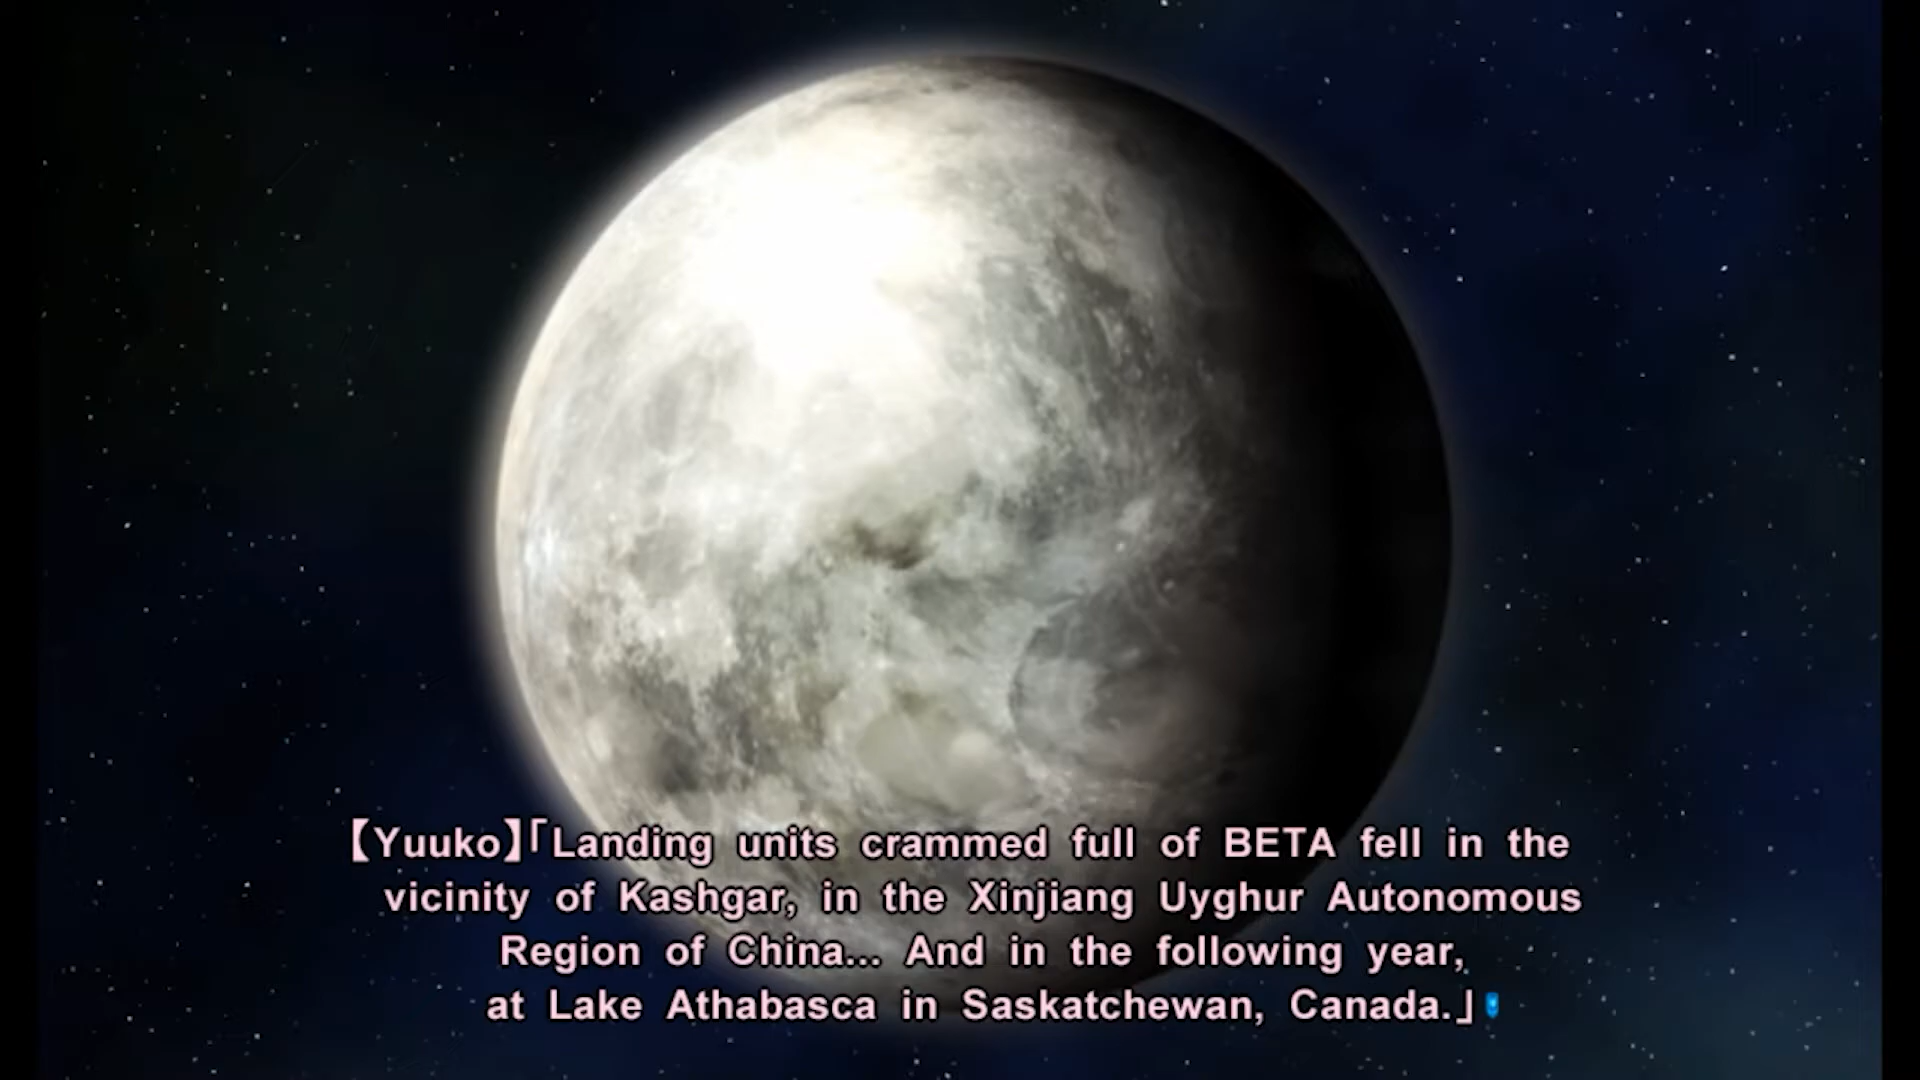 【Yuuko】「Landing units crammed full of BETA fell in the
vicinity of Kashgar, in the Xinjiang Uyghur Autonomous
Region of China... And in the following year,
at Lake Athabasca in Saskatchewan, Canada.」